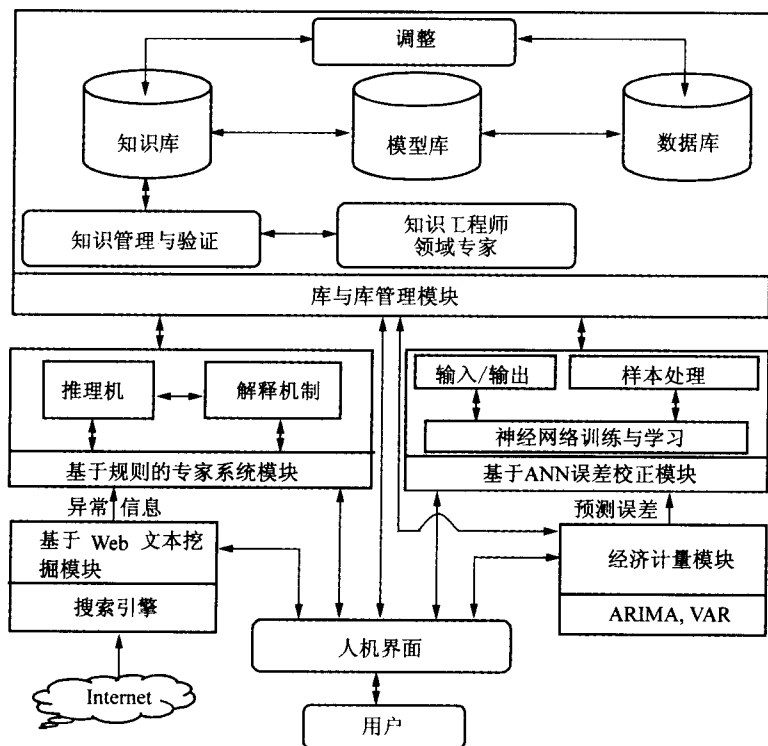 调整
知识库
模型库
数据库
知识管理与验证
知识工程师
领域专家
库与库管理模块
推理机
解释机制
基于规则的专家系统模块
输入/输出
样本处理
神经网络训练与学习
基于ANN误差校正模块
异常 信息
预测误差
基于 Web 文本挖
掘模块
搜索引擎
经济计量模块
ARIMA, VAR
人机界面
Internet
用户